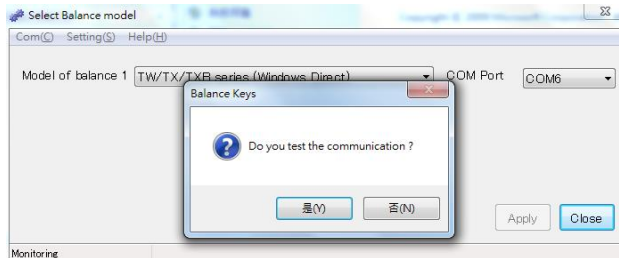 Select Balance model
Com(C) Setting(S) Help(H)
Model of balance 1 TW/TX/TXB series (Windows Direct) COM Port COM6
Balance Keys
Do you test the communication ?
是(Y) 否(N)
Apply Close
Monitoring